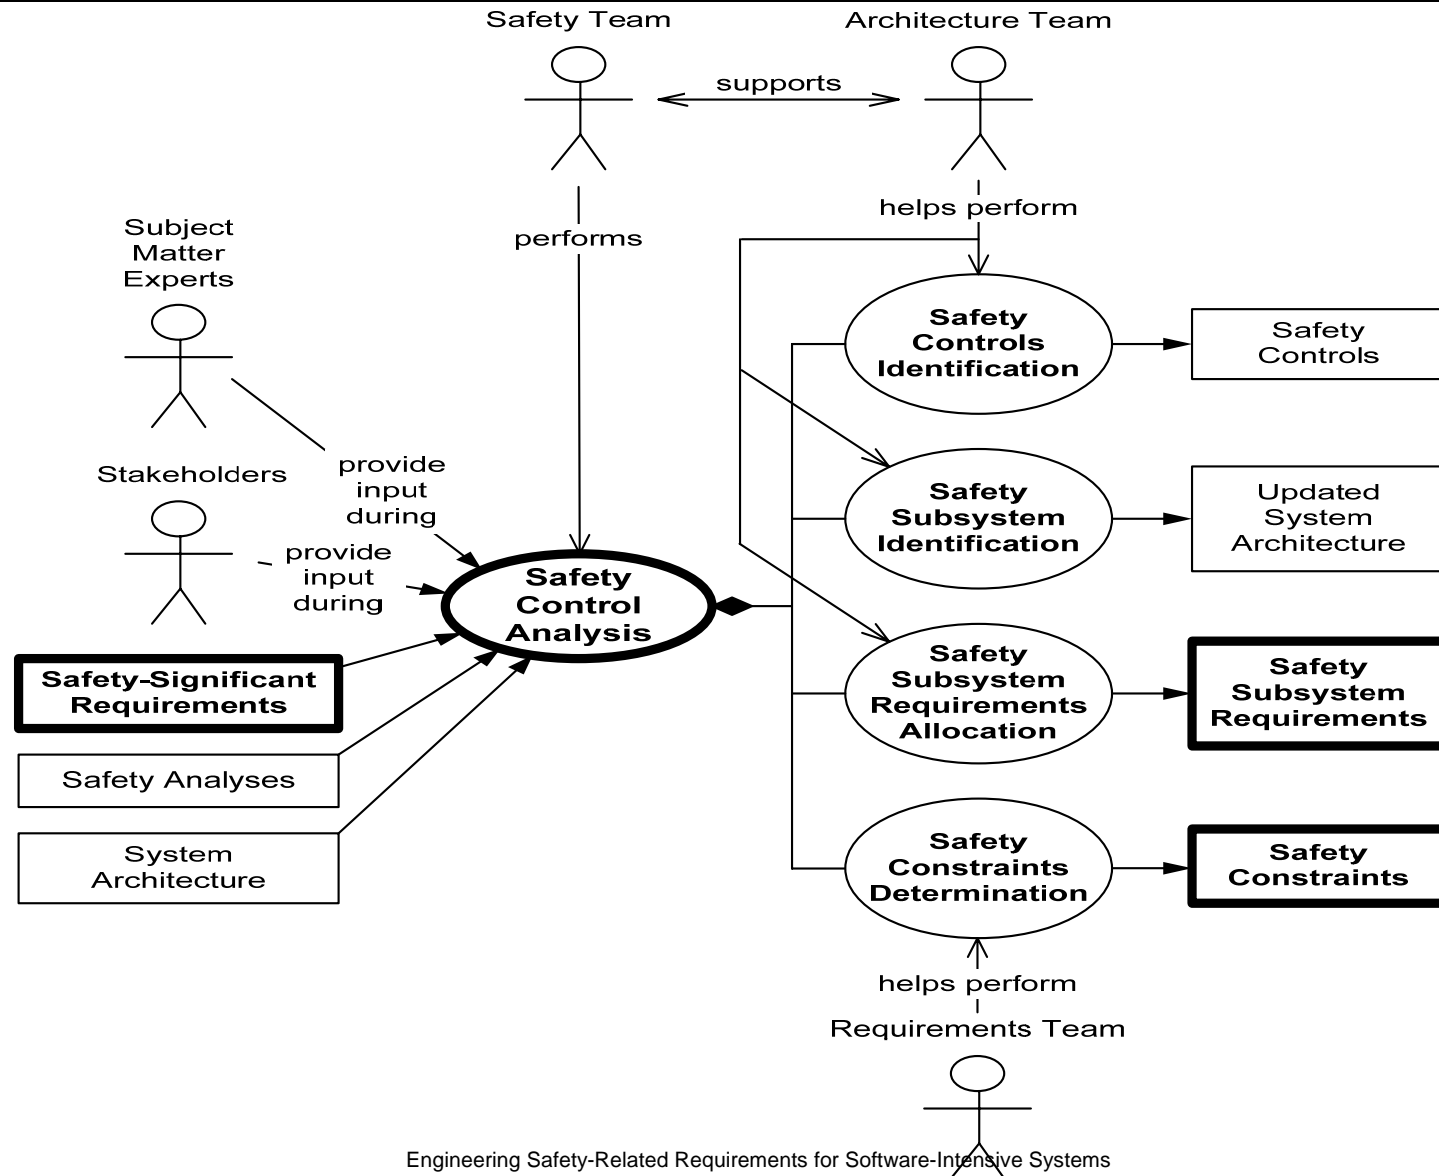 Safety Team
Architecture Team
supports
helps perform
performs
Subject
Matter
Experts
Safety
Controls
Identification
Safety
Controls
Stakeholders
provide
input
during
provide
input
during
Safety
Subsystem
Identification
Updated
System
Architecture
Safety
Control
Analysis
Safety-Significant
Requirements
Safety
Subsystem
Requirements
Allocation
Safety
Subsystem
Requirements
Safety Analyses
System
Architecture
Safety
Constraints
Determination
Safety
Constraints
helps perform
Requirements Team
Engineering Safety-Related Requirements for Software-Intensive Systems